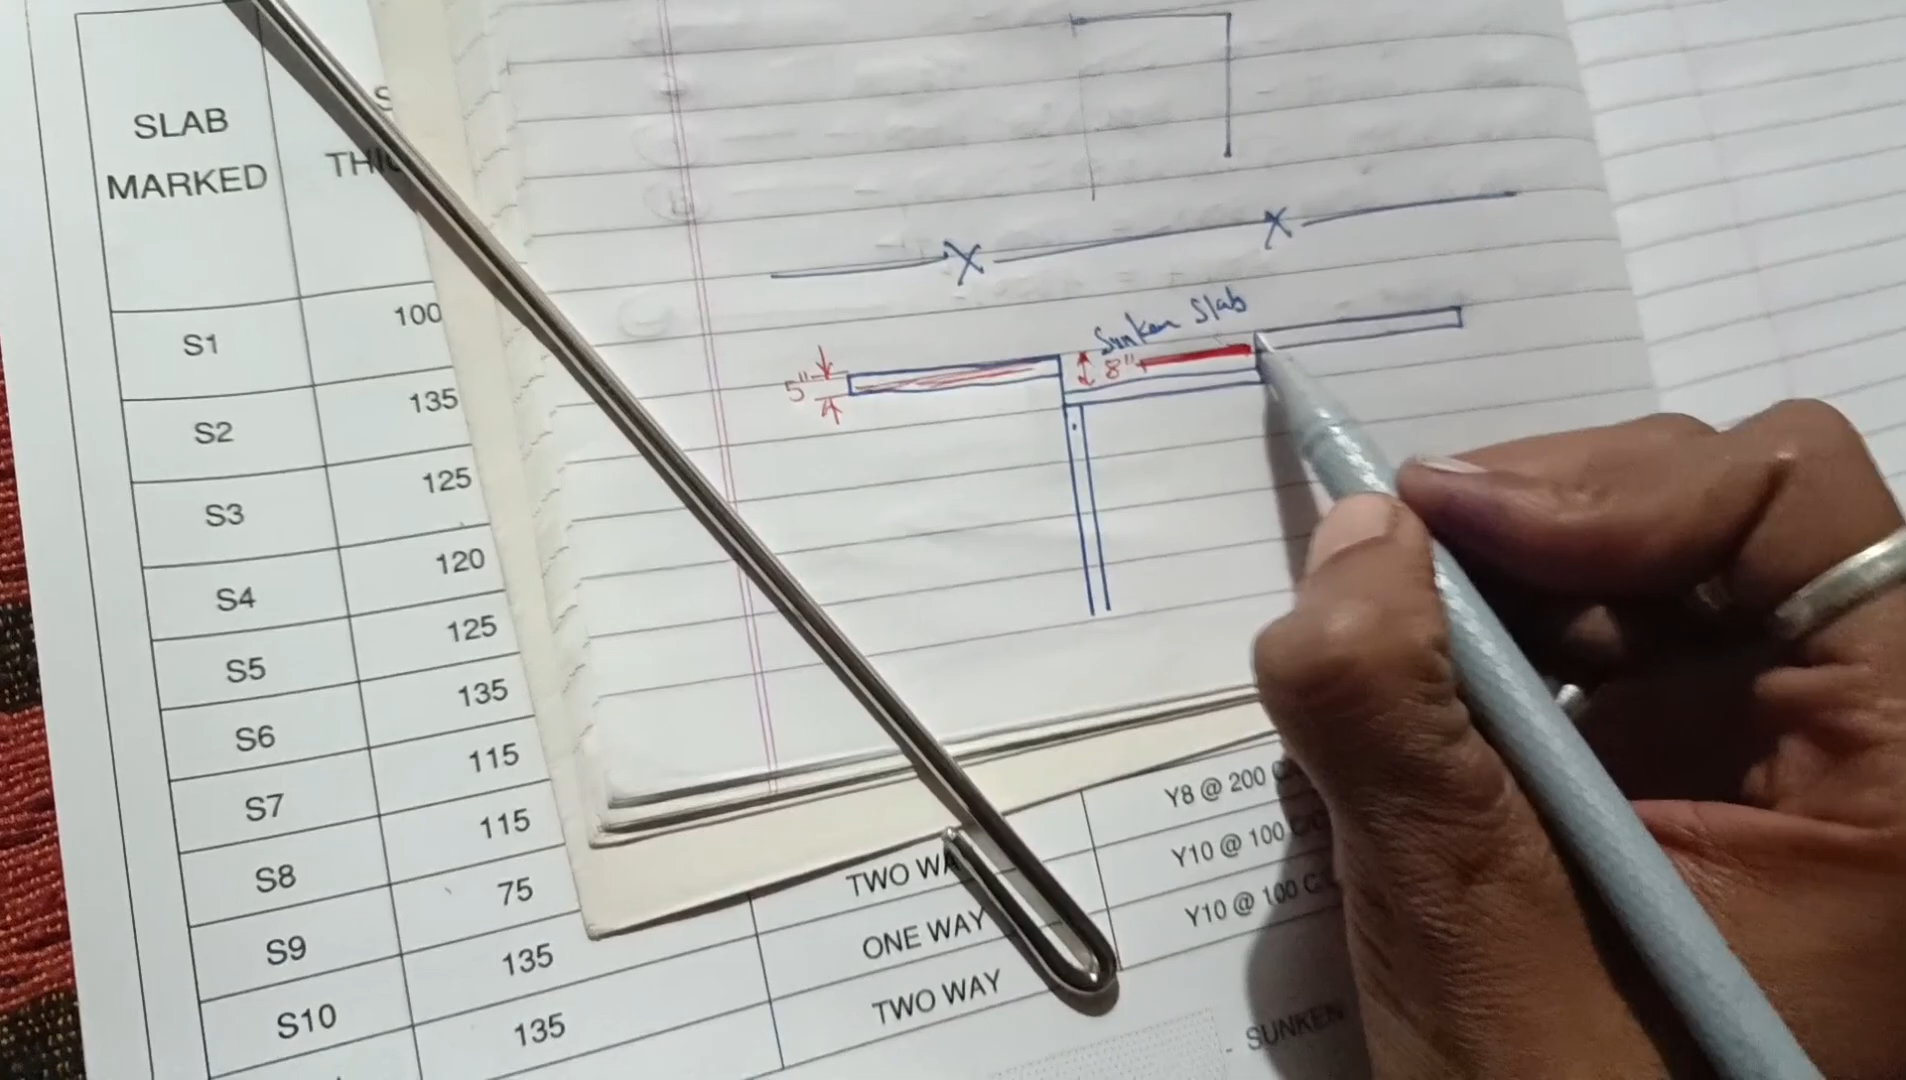 SLAB
MARKED
THIC
S1 100
S2 135
S3 125
S4 120
S5 125
S6 135
S7 115
S8 115
S9 75
S10 135
135
Sunken Slab
5"
8"
TWO WA Y8 @ 200 C
ONE WAY Y10 @ 100 C/C
TWO WAY Y10 @ 100 C
SUNKEN